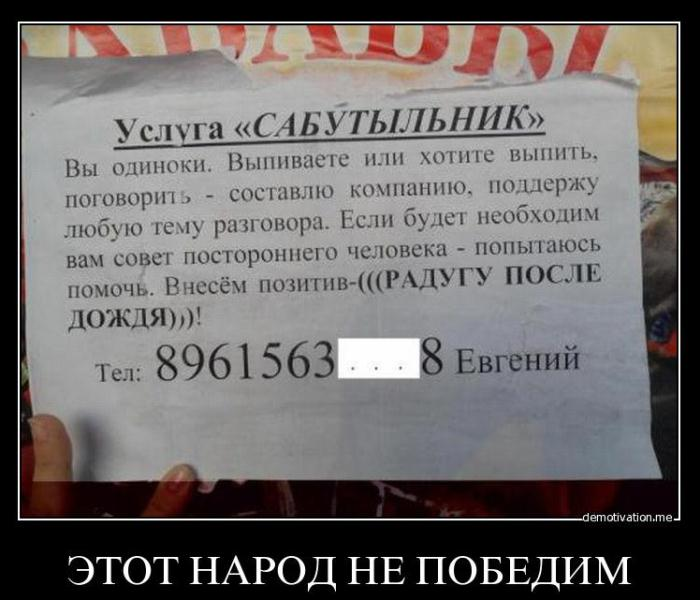 Услуга «САБУТЫЛЬНИК»
Вы одиноки. Выпиваете или хотите выпить,
поговорить - составлю компанию, поддержу
любую тему разговора. Если будет необходим
вам совет постороннего человека - попытаюсь
помочь. Внесём позитив-(((РАДУГУ ПОСЛЕ
ДОЖДЯ)))!
Тел: 8961563...8 Евгений
demotivation.me
ЭТОТ НАРОД НЕ ПОБЕДИМ